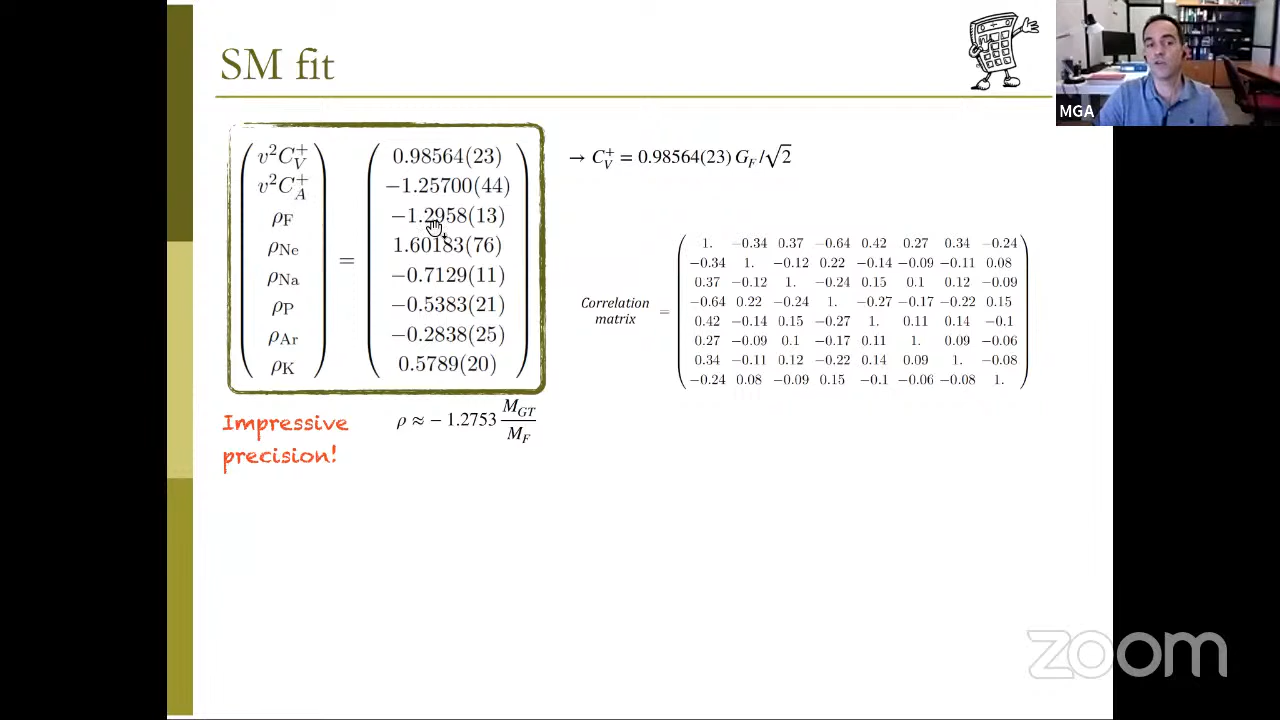 SM fit
MGA
v²C_V^+ 0.98564(23)
v²C_A^+ −1.25700(44)
ρ_F −1.2958(13)
ρ_Ne = 1.60183(76)
ρ_Na −0.7129(11)
ρ_P −0.5383(21)
ρ_Ar −0.2838(25)
ρ_K 0.5789(20)
→ C_V^+ = 0.98564(23) G_F/√2
Correlation
matrix
=
1. −0.34 0.37 −0.64 0.42 0.27 0.34 −0.24
−0.34 1. −0.12 0.22 −0.14 −0.09 −0.11 0.08
0.37 −0.12 1. −0.24 0.15 0.1 0.12 −0.09
−0.64 0.22 −0.24 1. −0.27 −0.17 −0.22 0.15
0.42 −0.14 0.15 −0.27 1. 0.11 0.14 −0.1
0.27 −0.09 0.1 −0.17 0.11 1. 0.09 −0.06
0.34 −0.11 0.12 −0.22 0.14 0.09 1. −0.08
−0.24 0.08 −0.09 0.15 −0.1 −0.06 −0.08 1.
Impressive
precision!
ρ ≈ − 1.2753 M_GT/M_F
zoom